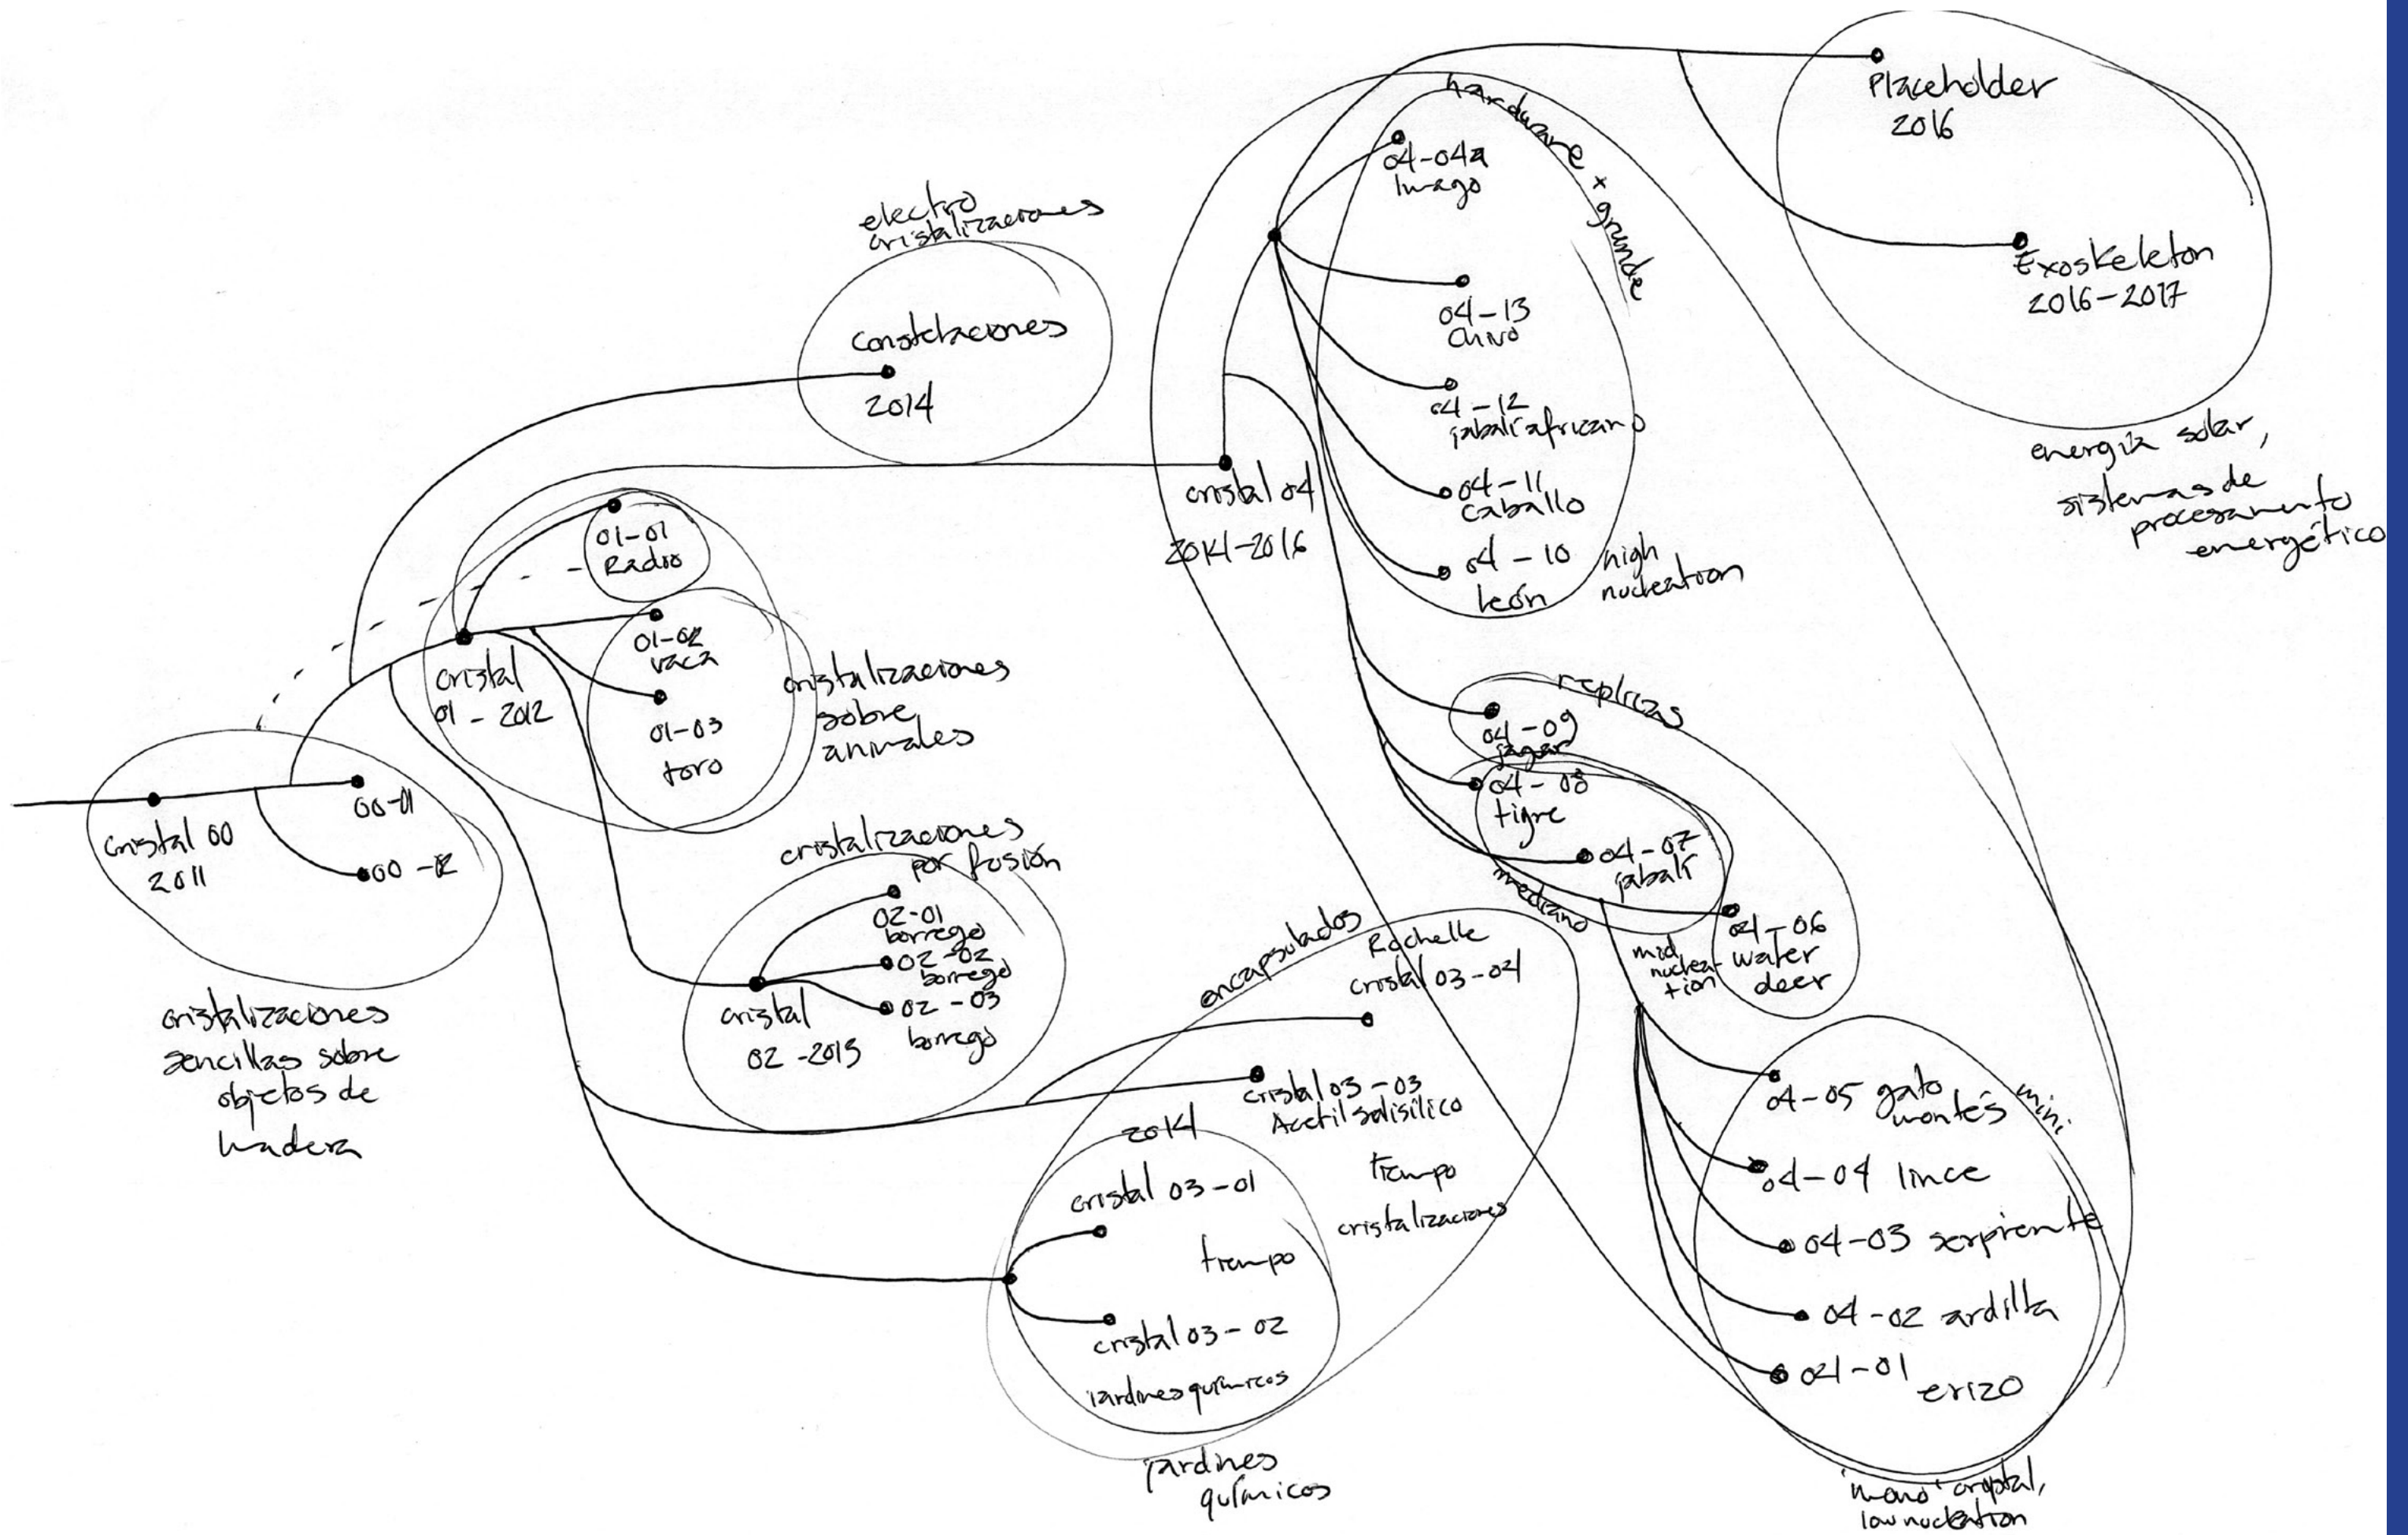 cristal 00
2011
00-01
00-12
cristalizaciones
sencillas sobre
objetos de
madera
cristal
01-2012
01-01
Radio
01-02
vaca
01-03
toro
cristalizaciones
sobre
animales
electro
cristalizaciones
Constelaciones
2014
cristalizaciones
por fusión
02-01
borrego
02-02
borrego
02-03
borrego
cristal
02-2013
encapsulados
Rochelle
cristal 03-04
cristal 03-03
Acetil salisílico
tiempo
cristalizaciones
2014
cristal 03-01
tiempo
cristal 03-02
jardines químicos
jardines
químicos
cristal 04
2014-2016
hardware + grande
04-04a
Imago
04-13
Chivo
04-12
jabalí africano
04-11
caballo
04-10
león
high
nucleation
replicas
04-09
jaguar
04-08
tigre
04-07
jabalí
mediano
04-06
water
deer
mid
nuclea-
tion
mini
04-05 gato
montés
04-04 lince
04-03 serpiente
04-02 ardilla
04-01
erizo
'mono' crystal,
low nucleation
Placeholder
2016
Exoskeleton
2016-2017
energía solar,
sistemas de
procesamiento
energético